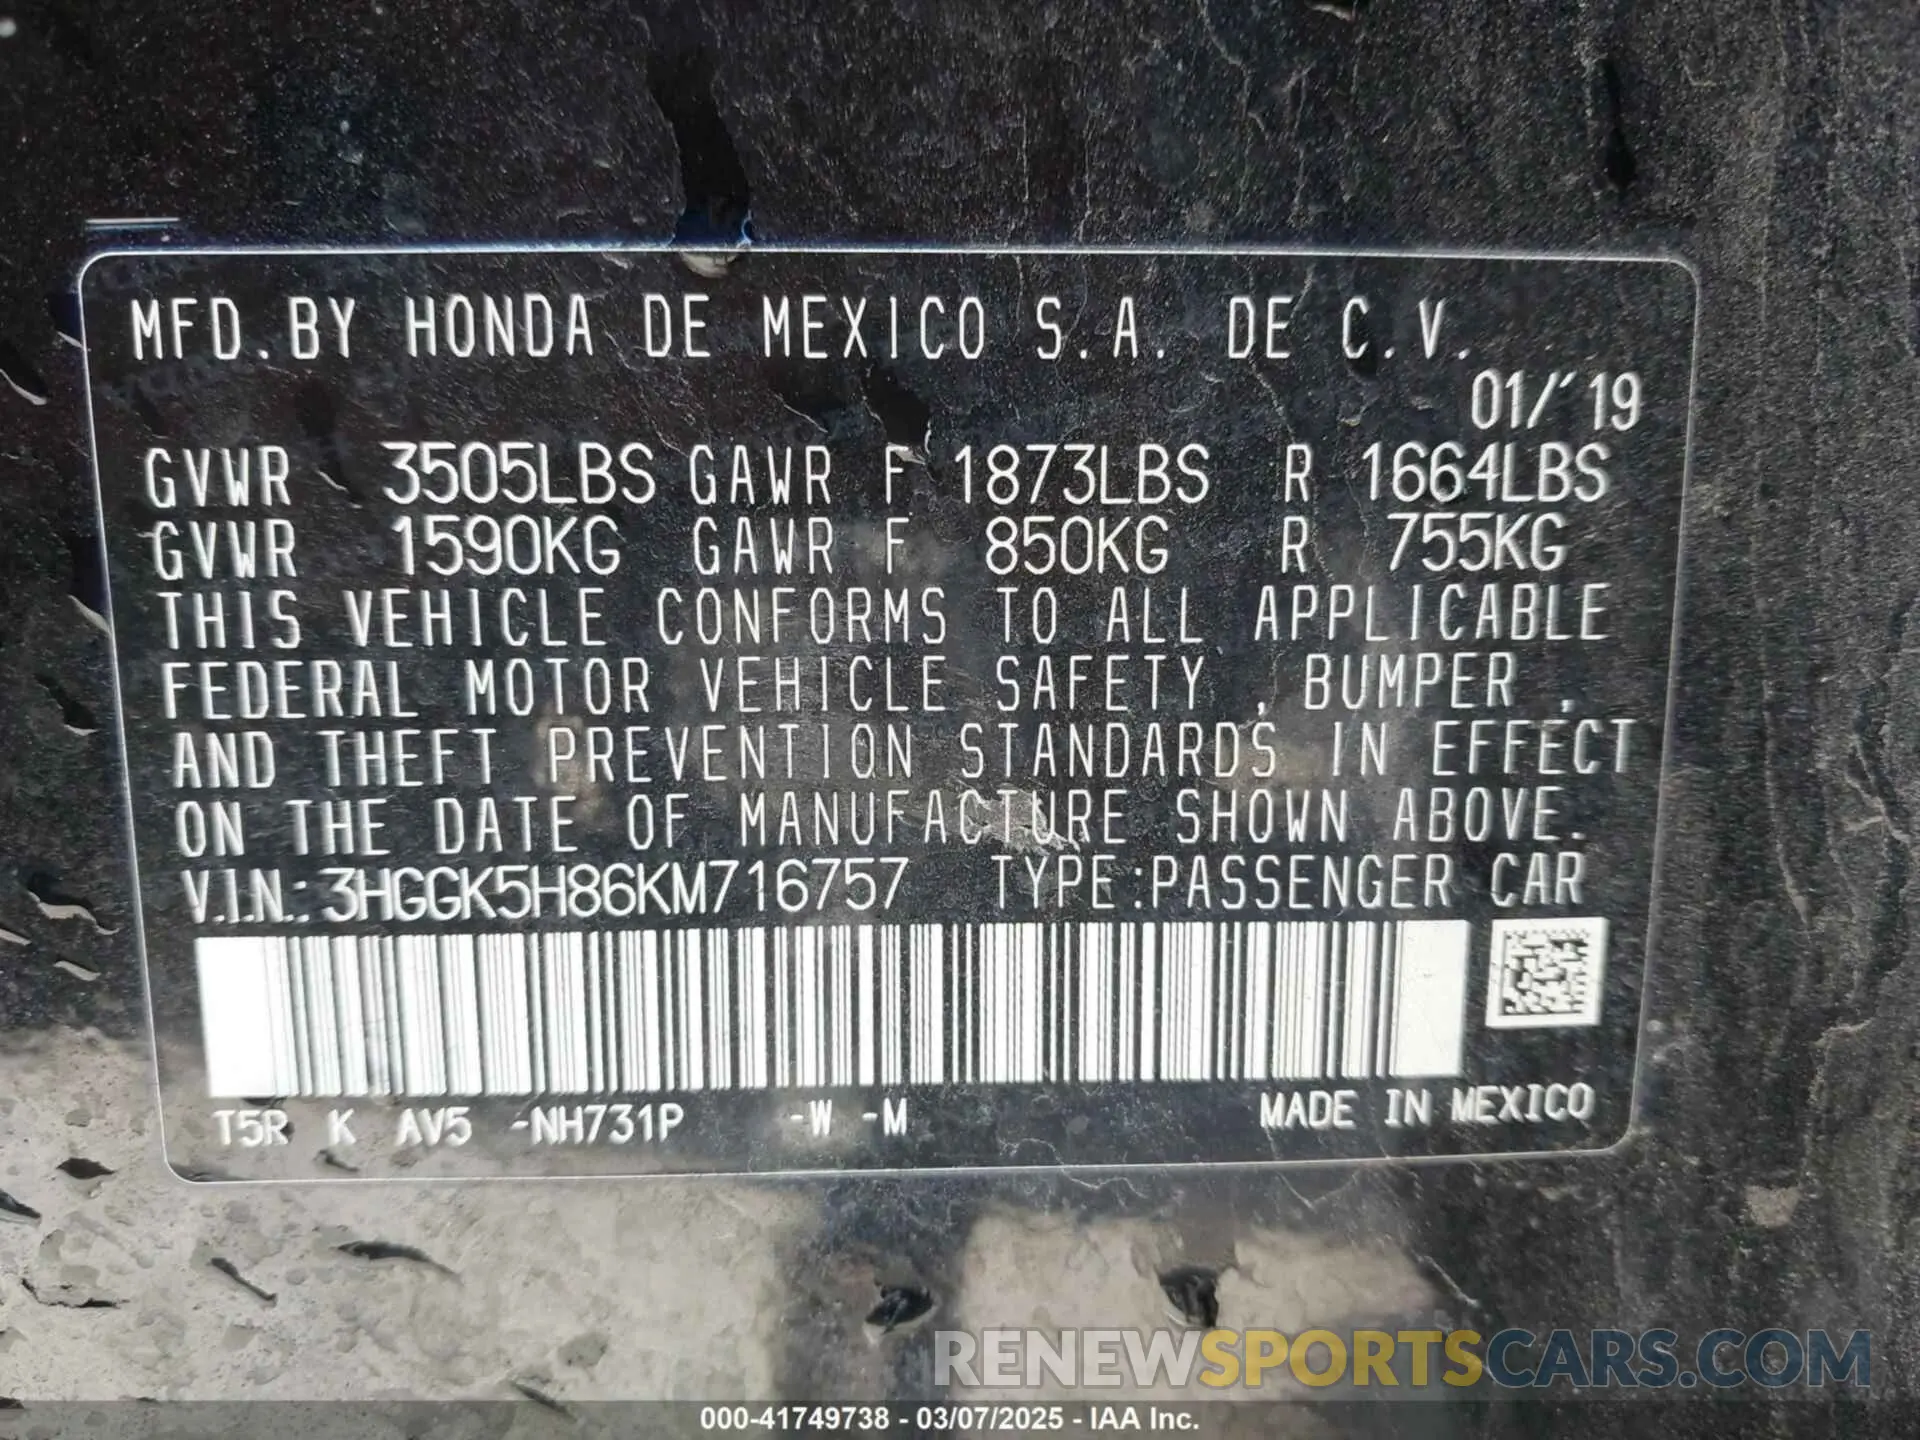 MFD. BY HONDA DE MEXICO S.A. DE C.V.
01/'19
GVWR 3505LBS GAWR F 1873LBS R 1664LBS
GVWR 1590KG GAWR F 850KG R 755KG
THIS VEHICLE CONFORMS TO ALL APPLICABLE
FEDERAL MOTOR VEHICLE SAFETY , BUMPER ,
AND THEFT PREVENTION STANDARDS IN EFFECT
ON THE DATE OF MANUFACTURE SHOWN ABOVE.
V.I.N.: 3HGGK5H86KM716757 TYPE:PASSENGER CAR
T5R K AV5 -NH731P -W -M MADE IN MEXICO
RENEWSPORTSCARS.COM
000-41749738 - 03/07/2025 - IAA Inc.